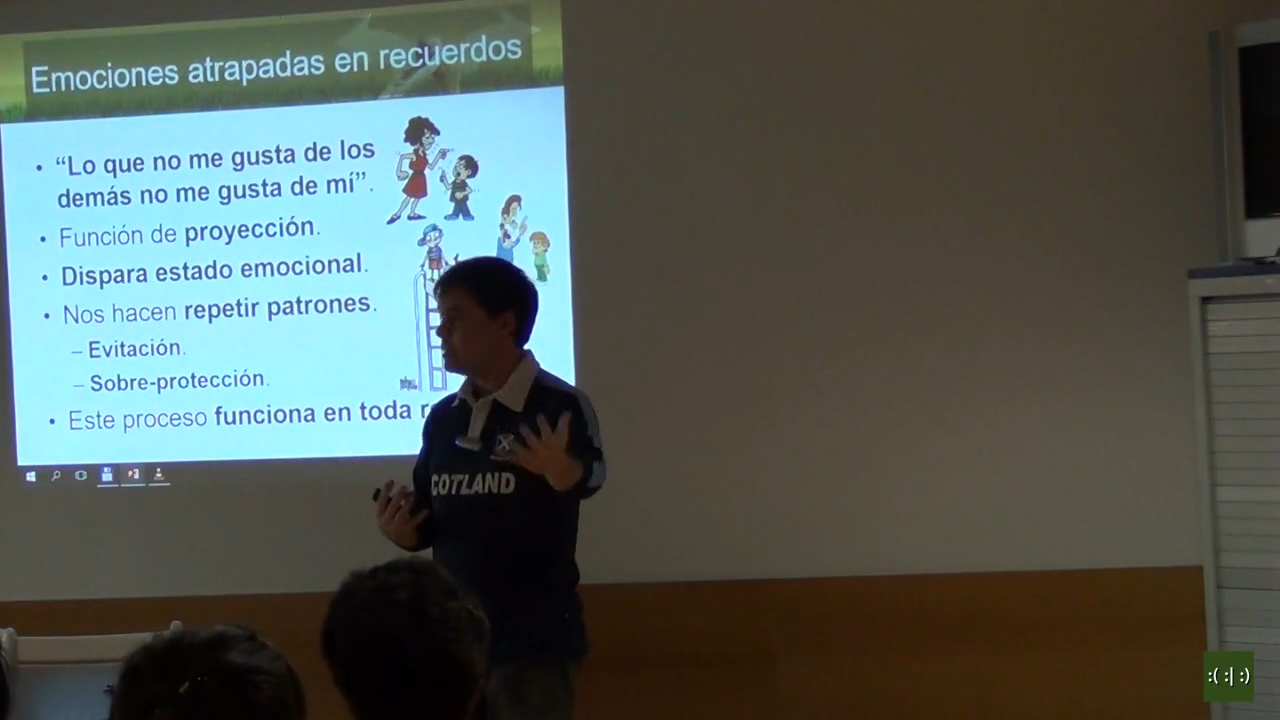 Emociones atrapadas en recuerdos
• “Lo que no me gusta de los
demás no me gusta de mí”.
• Función de proyección.
• Dispara estado emocional.
• Nos hacen repetir patrones.
– Evitación.
– Sobre-protección.
• Este proceso funciona en toda r
COTLAND
:( :| :)